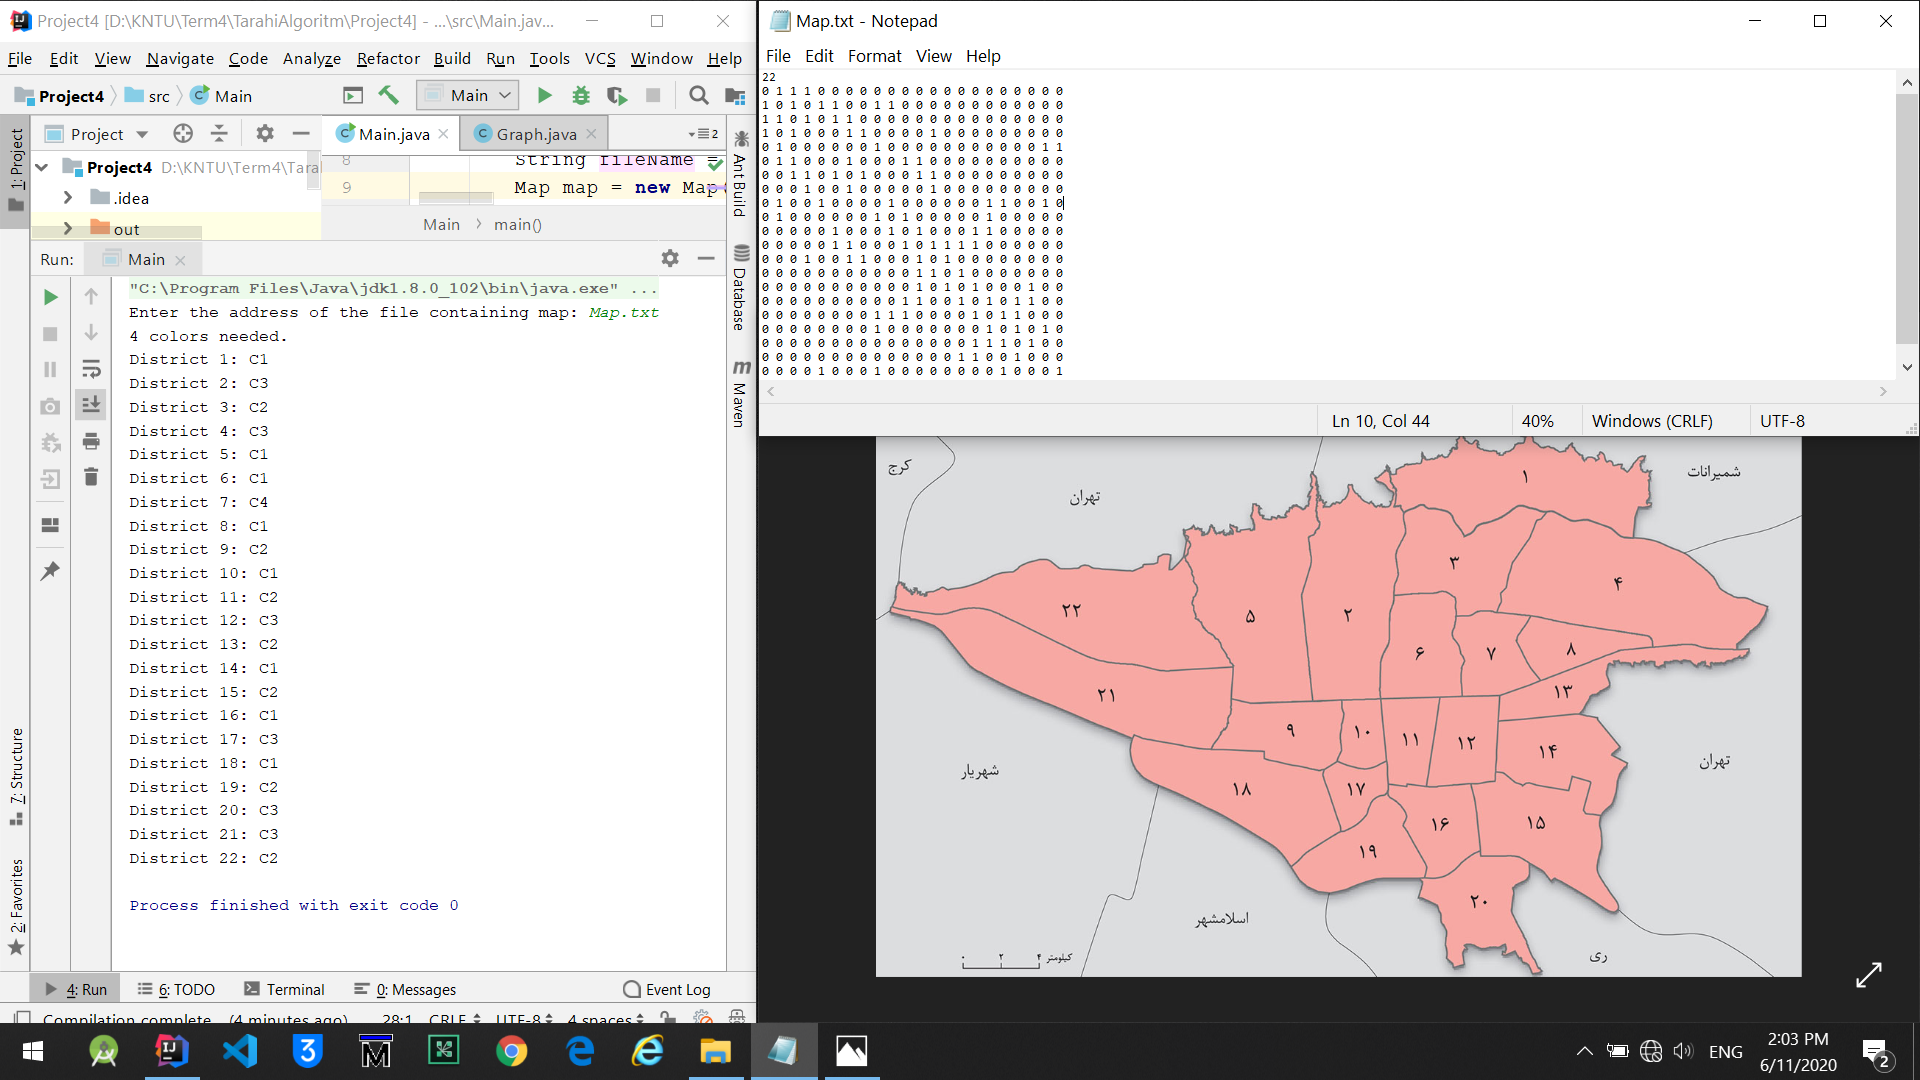 Project4 [D:\KNTU\Term4\TarahiAlgoritm\Project4] - ...\src\Main.jav...
File Edit View Navigate Code Analyze Refactor Build Run Tools VCS Window Help
Project4 src Main Main
Project Main.java Graph.java 2
Project4 D:\KNTU\Term4\Tarah
.idea
out
8 String fileName =
9 Map map = new Map
Main main()
1: Project
7: Structure
2: Favorites
Ant Build
Database
m Maven
Run: Main
"C:\Program Files\Java\jdk1.8.0_102\bin\java.exe" ...
Enter the address of the file containing map: Map.txt
4 colors needed.
District 1: C1
District 2: C3
District 3: C2
District 4: C3
District 5: C1
District 6: C1
District 7: C4
District 8: C1
District 9: C2
District 10: C1
District 11: C2
District 12: C3
District 13: C2
District 14: C1
District 15: C2
District 16: C1
District 17: C3
District 18: C1
District 19: C2
District 20: C3
District 21: C3
District 22: C2
Process finished with exit code 0
4: Run 6: TODO Terminal 0: Messages Event Log
Compilation complete (4 minutes ago) 28:1 CRLF UTF-8 4 spaces
Map.txt - Notepad
File Edit Format View Help
22
0 1 1 1 0 0 0 0 0 0 0 0 0 0 0 0 0 0 0 0 0 0
1 0 1 0 1 1 0 0 1 1 0 0 0 0 0 0 0 0 0 0 0 0
1 1 0 1 0 1 1 0 0 0 0 0 0 0 0 0 0 0 0 0 0 0
1 0 1 0 0 0 1 1 0 0 0 0 1 0 0 0 0 0 0 0 0 0
0 1 0 0 0 0 0 0 1 0 0 0 0 0 0 0 0 0 0 0 1 1
0 1 1 0 0 0 1 0 0 0 1 1 0 0 0 0 0 0 0 0 0 0
0 0 1 1 0 1 0 1 0 0 0 1 1 0 0 0 0 0 0 0 0 0
0 0 0 1 0 0 1 0 0 0 0 0 1 0 0 0 0 0 0 0 0 0
0 1 0 0 1 0 0 0 0 1 0 0 0 0 0 0 1 1 0 0 1 0
0 1 0 0 0 0 0 0 1 0 1 0 0 0 0 0 1 0 0 0 0 0
0 0 0 0 0 1 0 0 0 1 0 1 0 0 0 1 1 0 0 0 0 0
0 0 0 0 0 1 1 0 0 0 1 0 1 1 1 1 0 0 0 0 0 0
0 0 0 1 0 0 1 1 0 0 0 1 0 1 0 0 0 0 0 0 0 0
0 0 0 0 0 0 0 0 0 0 0 1 1 0 1 0 0 0 0 0 0 0
0 0 0 0 0 0 0 0 0 0 0 1 0 1 0 1 0 0 0 1 0 0
0 0 0 0 0 0 0 0 0 0 1 1 0 0 1 0 1 0 1 1 0 0
0 0 0 0 0 0 0 0 1 1 1 0 0 0 0 1 0 1 1 0 0 0
0 0 0 0 0 0 0 0 1 0 0 0 0 0 0 0 1 0 1 0 1 0
0 0 0 0 0 0 0 0 0 0 0 0 0 0 0 1 1 1 0 1 0 0
0 0 0 0 0 0 0 0 0 0 0 0 0 0 1 1 0 0 1 0 0 0
0 0 0 0 1 0 0 0 1 0 0 0 0 0 0 0 0 1 0 0 0 1
Ln 10, Col 44 40% Windows (CRLF) UTF-8
کرج
تهران
شمیرانات
۱
۳
۴
۲۲
۵
۲
۶
۷
۸
۲۱
۱۳
۹
۱۰
۱۱
۱۲
۱۴
تهران
شهریار
۱۸
۱۷
۱۶
۱۵
۱۹
۲۰
اسلامشهر
ری
۰ ۲ ۴ کیلومتر
ENG
2:03 PM
6/11/2020
2